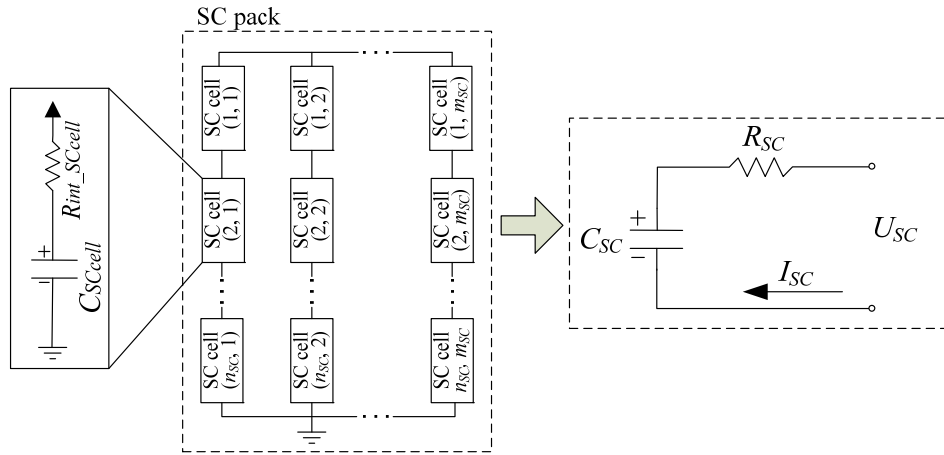 SC pack
SC cell (1, 1)
SC cell (1, 2)
SC cell (1, m_SC)
SC cell (2, 1)
SC cell (2, 2)
SC cell (2, m_SC)
SC cell (n_SC, 1)
SC cell (n_SC, 2)
SC cell n_SC, m_SC
R_int_SCcell
+
-
C_SCcell
R_SC
+
C_SC
-
U_SC
I_SC